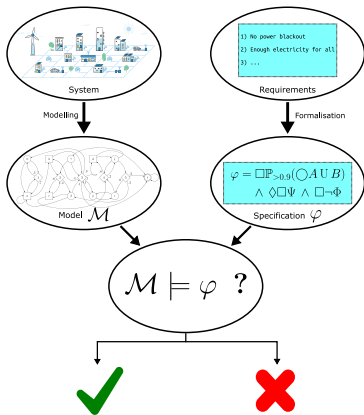 1) No power blackout
2) Enough electricity for all
3) ...
System
Requirements
Modelling
Formalisation
φ = □ℙ>0.9(◯A U B)
∧ ◊□Ψ ∧ □¬Φ
Model ℳ
Specification φ
ℳ ⊨ φ ?